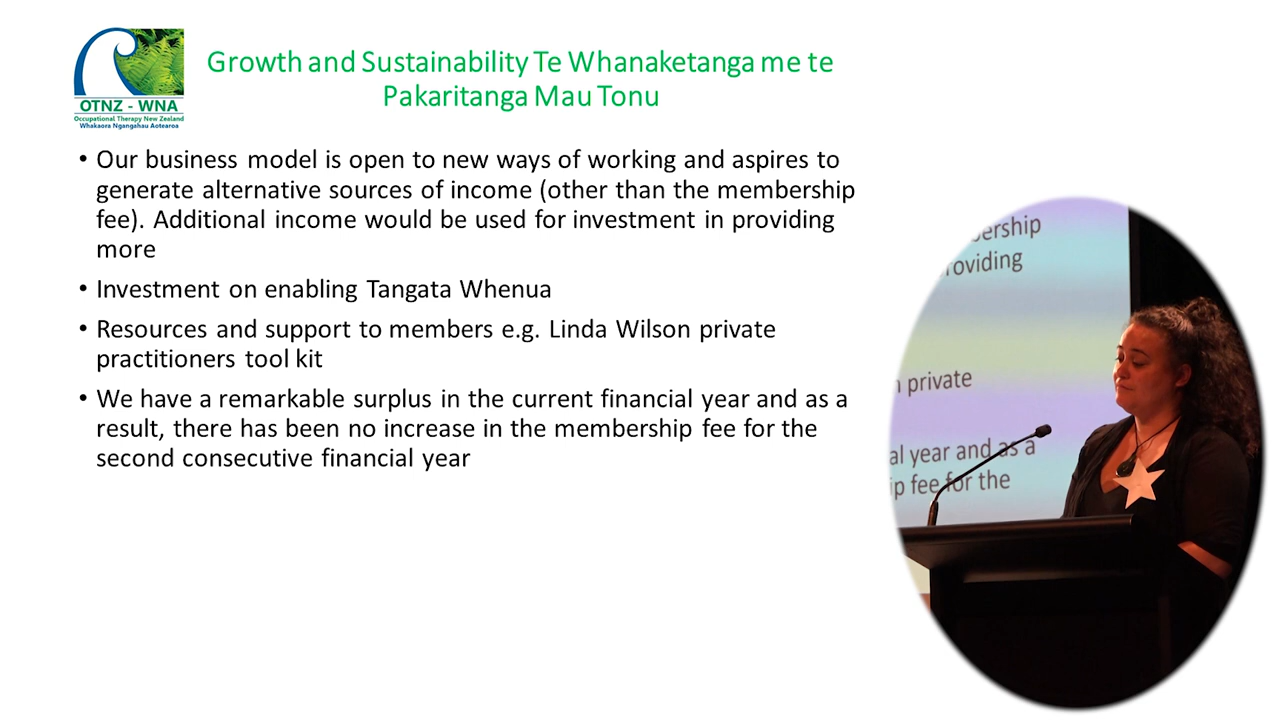 OTNZ - WNA
Occupational Therapy New Zealand
Whakaora Ngangahau Aotearoa
Growth and Sustainability Te Whanaketanga me te
Pakaritanga Mau Tonu
• Our business model is open to new ways of working and aspires to
generate alternative sources of income (other than the membership
fee). Additional income would be used for investment in providing
more
• Investment on enabling Tangata Whenua
• Resources and support to members e.g. Linda Wilson private
practitioners tool kit
• We have a remarkable surplus in the current financial year and as a
result, there has been no increase in the membership fee for the
second consecutive financial year
ership
oviding
private
al year and as a
p fee for the